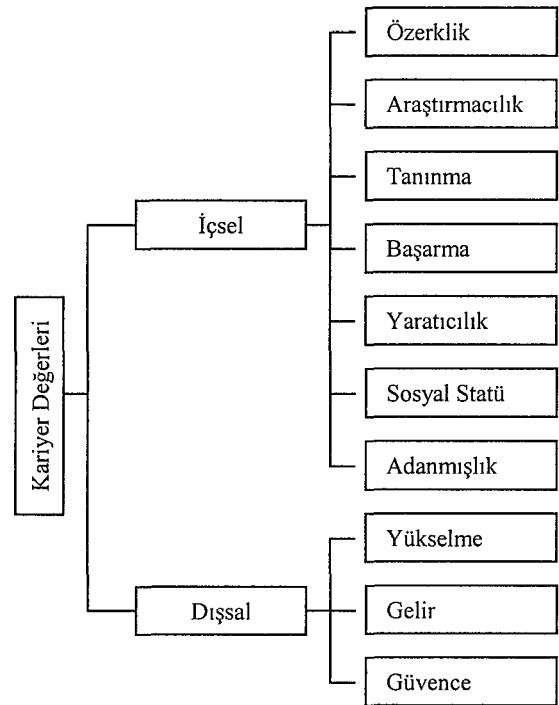 Kariyer Değerleri
İçsel
Özerklik
Araştırmacılık
Tanınma
Başarma
Yaratıcılık
Sosyal Statü
Adanmışlık
Dışsal
Yükselme
Gelir
Güvence